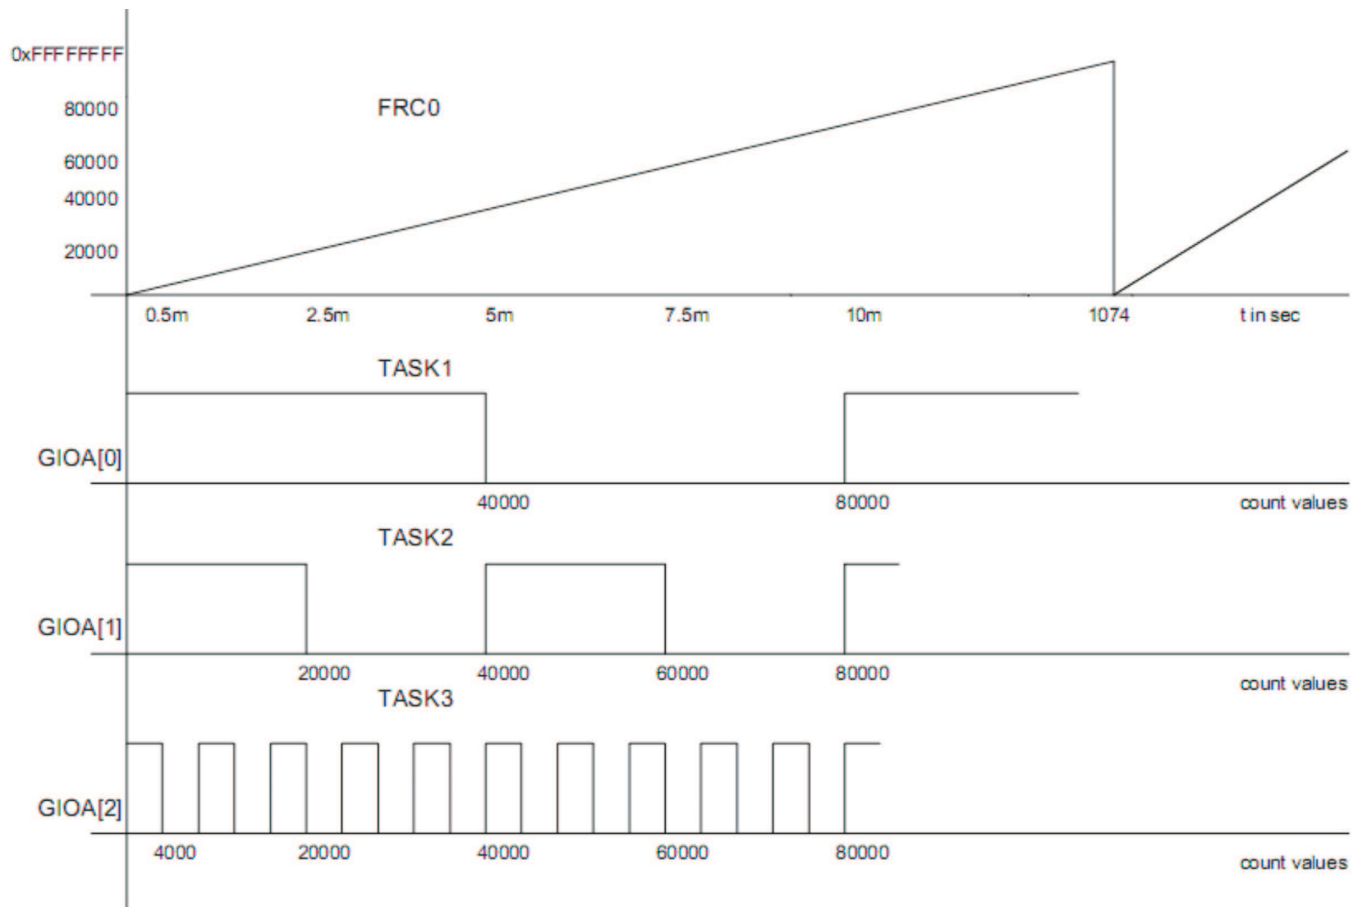 0xFFFFFFFF
80000
FRC0
60000
40000
20000
0.5m 2.5m 5m 7.5m 10m 1074 t in sec
TASK1
GIOA[0]
40000 80000 count values
TASK2
GIOA[1]
20000 40000 60000 80000 count values
TASK3
GIOA[2]
4000 20000 40000 60000 80000 count values